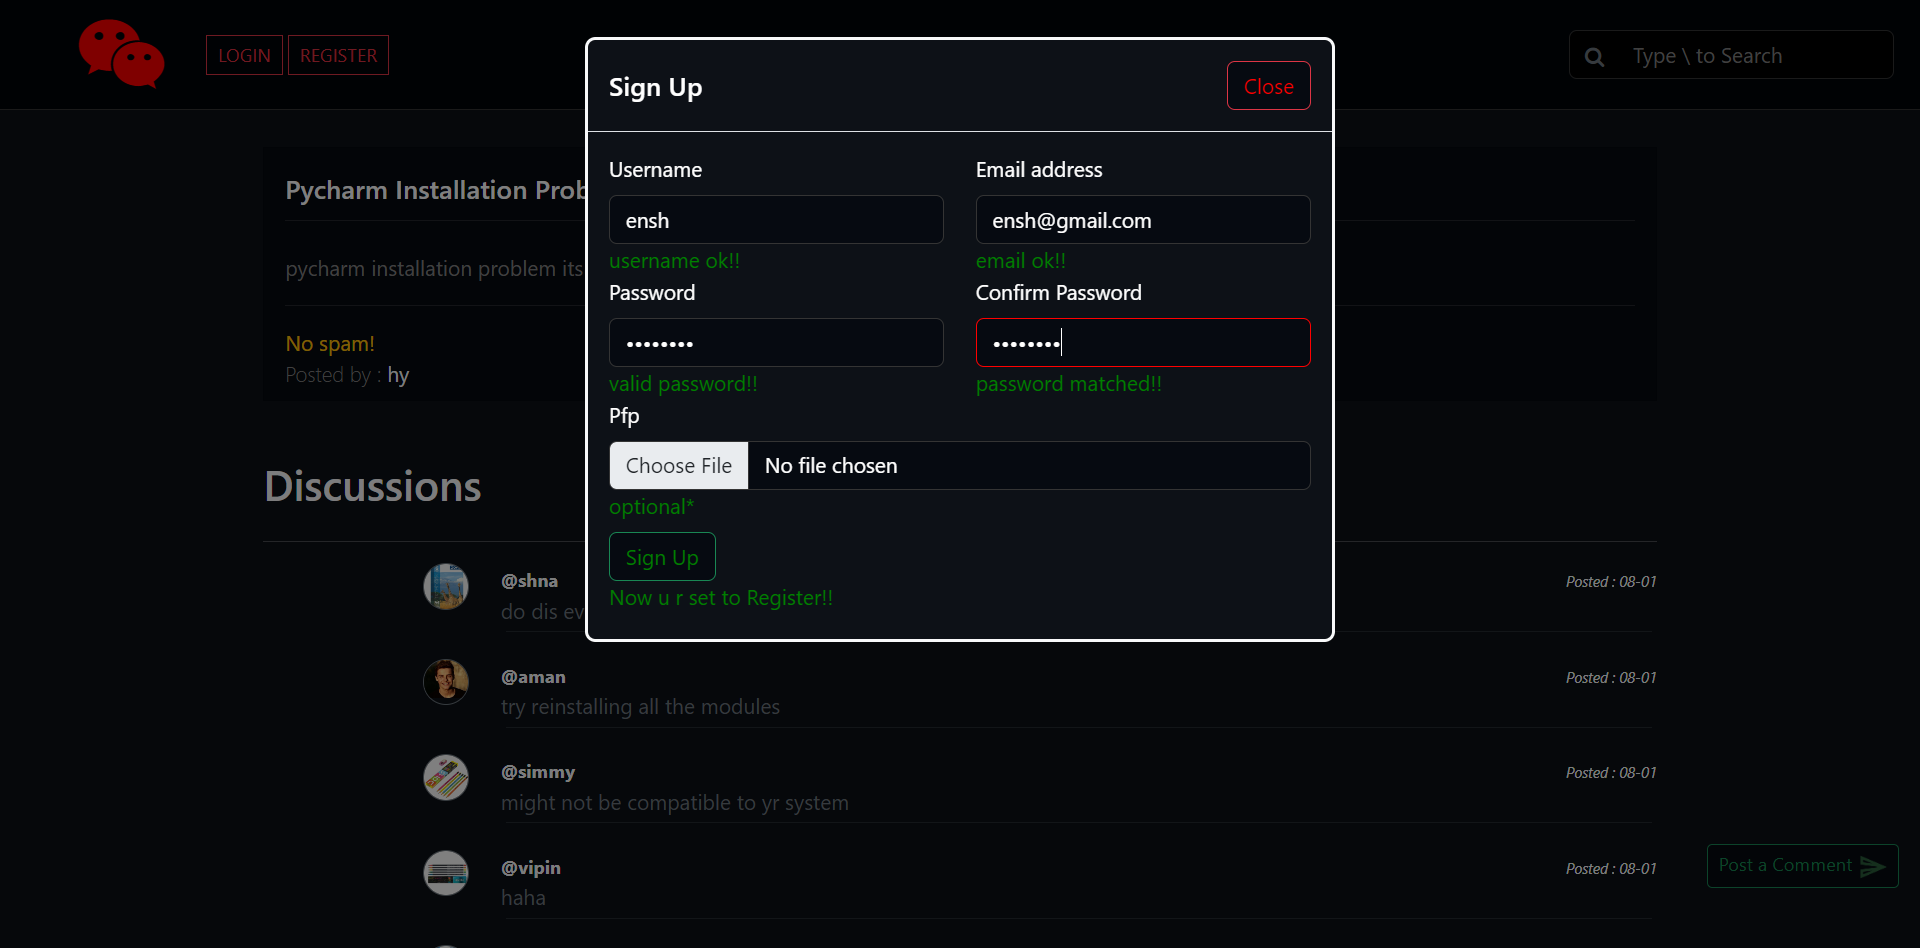 LOGIN REGISTER
Type \ to Search
Sign Up
Close
Username
Email address
ensh
ensh@gmail.com
username ok!!
email ok!!
Password
Confirm Password
••••••••
••••••••
valid password!!
password matched!!
Pfp
Choose File No file chosen
optional*
Sign Up
Now u r set to Register!!
Pycharm Installation
pycharm installation problem its
No spam!
Posted by : hy
Discussions
@shna
Posted : 08-01
do dis
@aman
Posted : 08-01
try reinstalling all the modules
@simmy
Posted : 08-01
might not be compatible to yr system
@vipin
Posted : 08-01
haha
Post a Comment